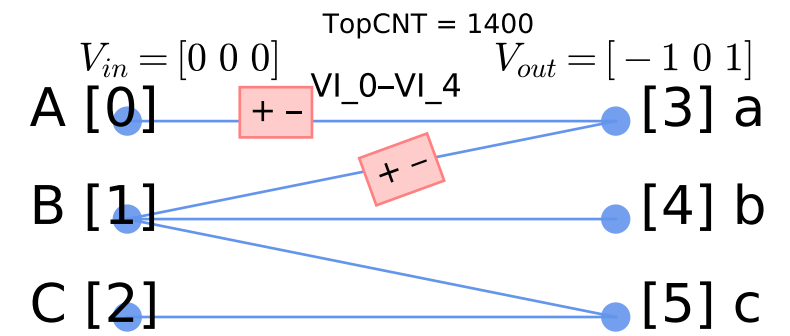 TopCNT = 1400
V_in = [0 0 0] V_out = [−1 0 1]
VI_0–VI_4
A [0] + − [3] a
+ −
B [1] [4] b
C [2] [5] c